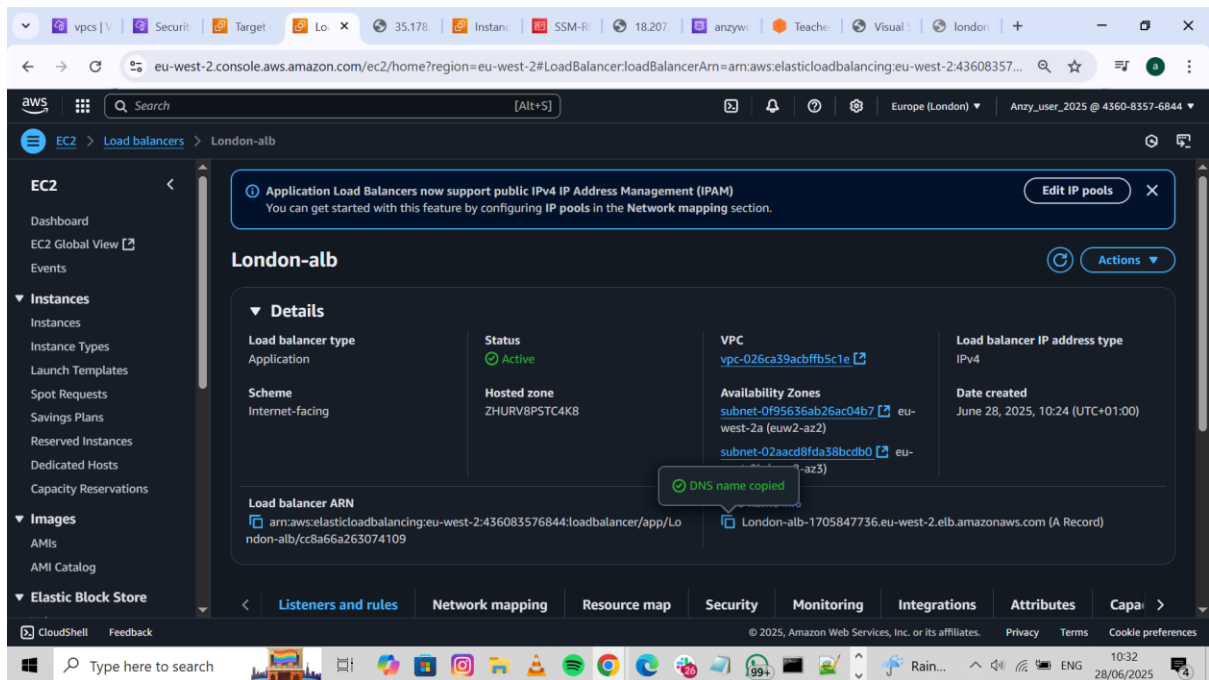 vpcs | V
Securit
Target
Lo
35.178.
Instanc
SSM-R
18.207.
anzywo
Teache
Visual S
london
eu-west-2.console.aws.amazon.com/ec2/home?region=eu-west-2#LoadBalancer:loadBalancerArn=arn:aws:elasticloadbalancing:eu-west-2:43608357...
a
aws
Search
[Alt+S]
Europe (London)
Anzy_user_2025 @ 4360-8357-6844
EC2 > Load balancers > London-alb
EC2
Dashboard
EC2 Global View
Events
Instances
Instances
Instance Types
Launch Templates
Spot Requests
Savings Plans
Reserved Instances
Dedicated Hosts
Capacity Reservations
Images
AMIs
AMI Catalog
Elastic Block Store
Application Load Balancers now support public IPv4 IP Address Management (IPAM)
You can get started with this feature by configuring IP pools in the Network mapping section.
Edit IP pools
London-alb
Actions
Details
Load balancer type
Application
Status
Active
VPC
vpc-026ca39acbffb5c1e
Load balancer IP address type
IPv4
Scheme
Internet-facing
Hosted zone
ZHURV8PSTC4K8
Availability Zones
subnet-0f95636ab26ac04b7 eu-
west-2a (euw2-az2)
subnet-02aacd8fda38bcdb0 eu-
-az3)
Date created
June 28, 2025, 10:24 (UTC+01:00)
DNS name copied
Load balancer ARN
arn:aws:elasticloadbalancing:eu-west-2:436083576844:loadbalancer/app/Lo
ndon-alb/cc8a66a263074109
London-alb-1705847736.eu-west-2.elb.amazonaws.com (A Record)
Listeners and rules
Network mapping
Resource map
Security
Monitoring
Integrations
Attributes
Capa
CloudShell
Feedback
© 2025, Amazon Web Services, Inc. or its affiliates.
Privacy
Terms
Cookie preferences
Type here to search
99+
Rain...
ENG
10:32
28/06/2025
4